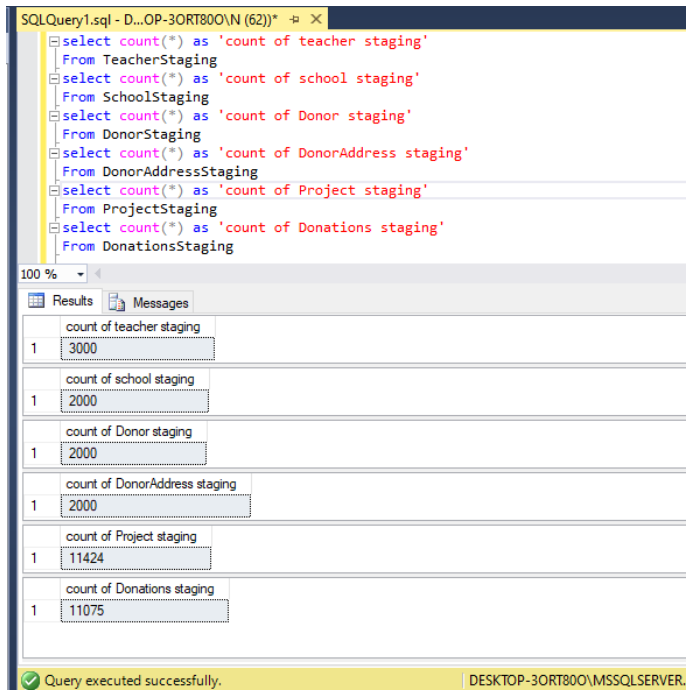 SQLQuery1.sql - D...OP-3ORT80O\N (62))*
select count(*) as 'count of teacher staging'
From TeacherStaging
select count(*) as 'count of school staging'
From SchoolStaging
select count(*) as 'count of Donor staging'
From DonorStaging
select count(*) as 'count of DonorAddress staging'
From DonorAddressStaging
select count(*) as 'count of Project staging'
From ProjectStaging
select count(*) as 'count of Donations staging'
From DonationsStaging
100 %
Results Messages
count of teacher staging
1 3000
count of school staging
1 2000
count of Donor staging
1 2000
count of DonorAddress staging
1 2000
count of Project staging
1 11424
count of Donations staging
1 11075
Query executed successfully. DESKTOP-3ORT80O\MSSQLSERVER.